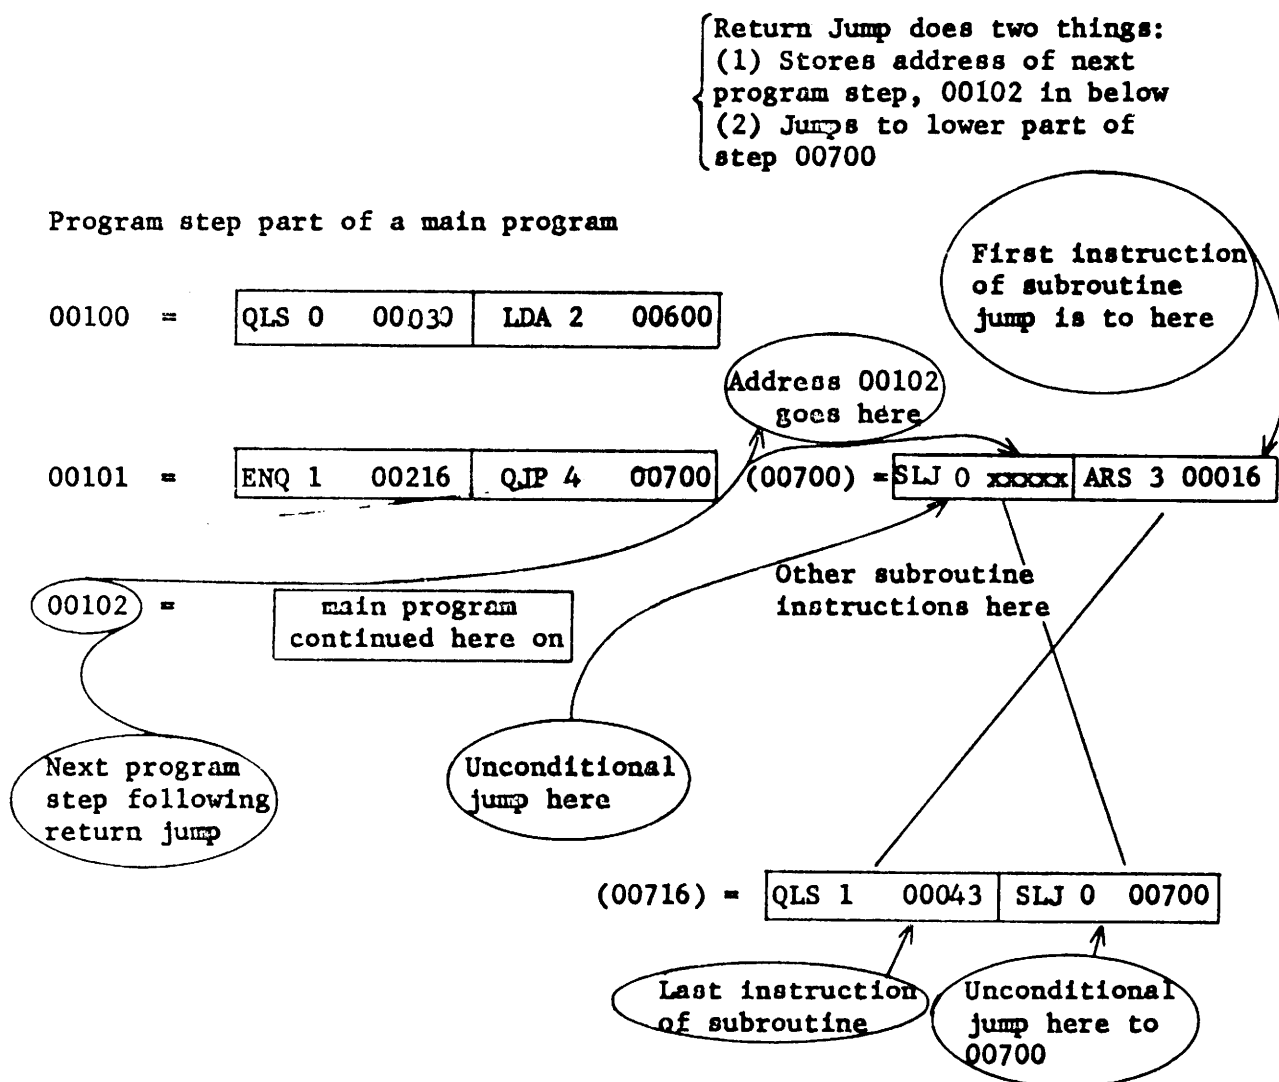 Return Jump does two things:
(1) Stores address of next
program step, 00102 in below
(2) Jumps to lower part of
step 00700
Program step part of a main program
First instruction
of subroutine
jump is to here
00100 = QLS 0 00030 LDA 2 00600
Address 00102
goes here
00101 = ENQ 1 00216 QJP 4 00700 (00700) = SLJ 0 xxxxx ARS 3 00016
Other subroutine
instructions here
00102 = main program
continued here on
Next program
step following
return jump
Unconditional
jump here
(00716) = QLS 1 00043 SLJ 0 00700
Last instruction
of subroutine
Unconditional
jump here to
00700